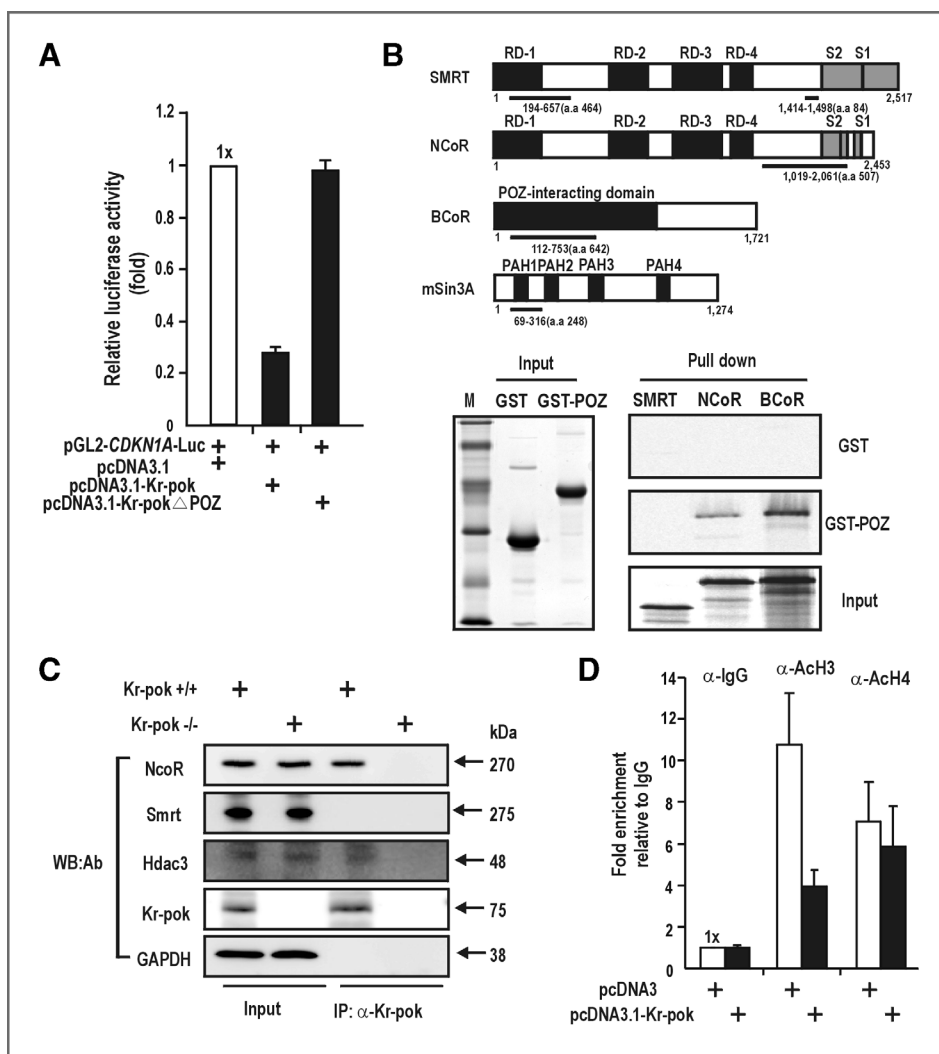 A
Relative luciferase activity
(fold)
1.2
1
0.8
0.6
0.4
0.2
0
1x
pGL2-CDKN1A-Luc + + +
pcDNA3.1 +
pcDNA3.1-Kr-pok +
pcDNA3.1-Kr-pok△POZ +
B
RD-1 RD-2 RD-3 RD-4 S2 S1
SMRT
1 2,517
194-657(a.a 464) 1,414-1,498(a.a 84)
RD-1 RD-2 RD-3 RD-4 S2 S1
NCoR
1 2,453
1,019-2,061(a.a 507)
POZ-interacting domain
BCoR
1 1,721
112-753(a.a 642)
PAH1 PAH2 PAH3 PAH4
mSin3A
1 1,274
69-316(a.a 248)
Input
M GST GST-POZ
Pull down
SMRT NCoR BCoR
GST
GST-POZ
Input
C
Kr-pok +/+ + +
Kr-pok -/- + +
kDa
WB:Ab
NcoR 270
Smrt 275
Hdac3 48
Kr-pok 75
GAPDH 38
Input IP: α-Kr-pok
D
Fold enrichment
relative to IgG
14
12
10
8
6
4
2
0
α-IgG α-AcH3 α-AcH4
1x
pcDNA3 + + +
pcDNA3.1-Kr-pok + + +